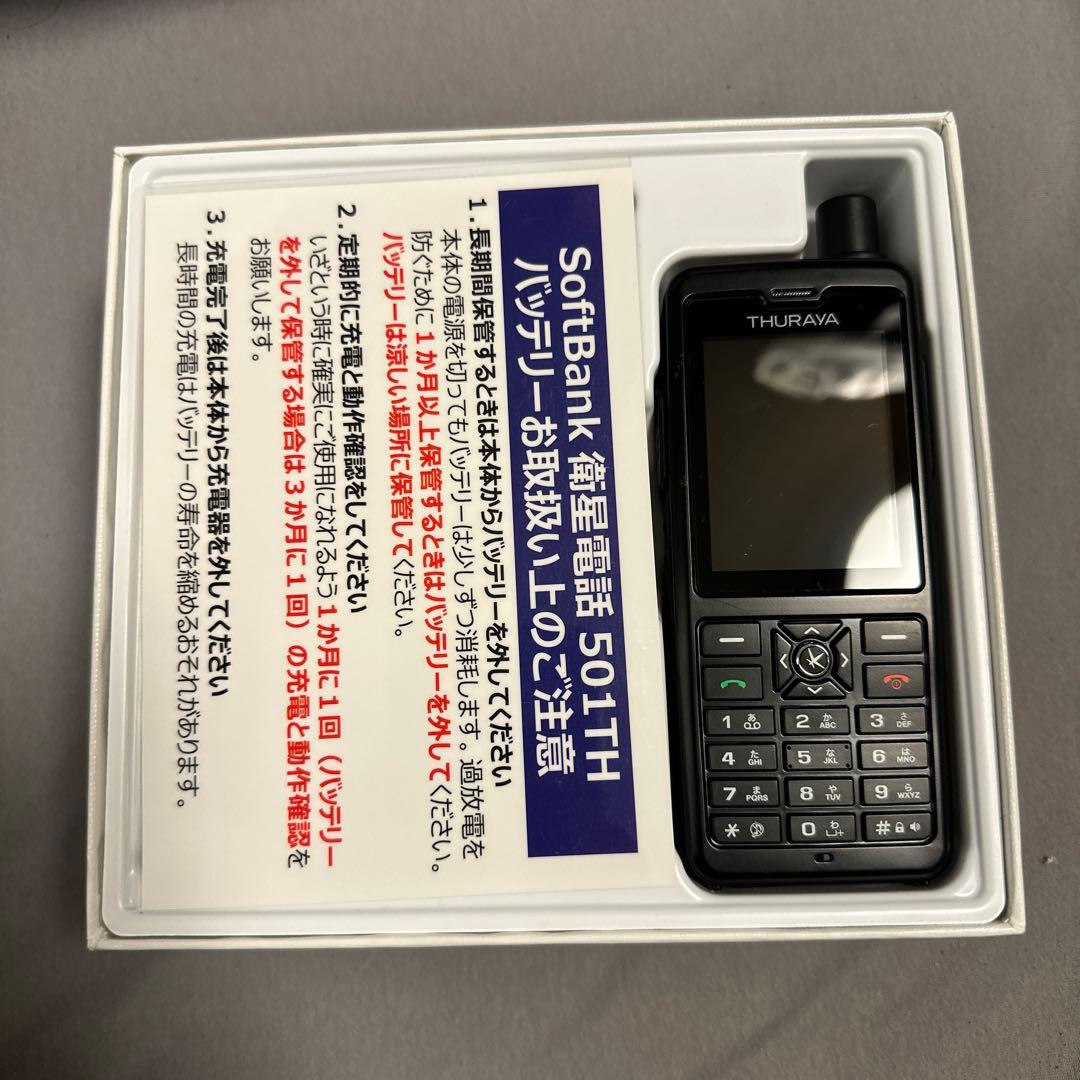 SoftBank 衛星電話 501TH
バッテリーお取扱い上のご注意
1.長期間保管するときは本体からバッテリーを外してください
本体の電源を切ってもバッテリーは少しずつ消耗します。過放電を
防ぐために1か月以上保管するときはバッテリーを外してください。
バッテリーは涼しい場所に保管してください。
2.定期的に充電と動作確認をしてください
いざという時に確実にご使用になれるよう1か月に1回（バッテリー
を外して保管する場合は3か月に1回）の充電と動作確認を
お願いします。
3.充電完了後は本体から充電器を外してください
長時間の充電はバッテリーの寿命を縮めるおそれがあります。
THURAYA
1 あ
2 か ABC
3 さ DEF
4 た GHI
5 な JKL
6 は MNO
7 ま PQRS
8 や TUV
9 ら WXYZ
* 0 わ #